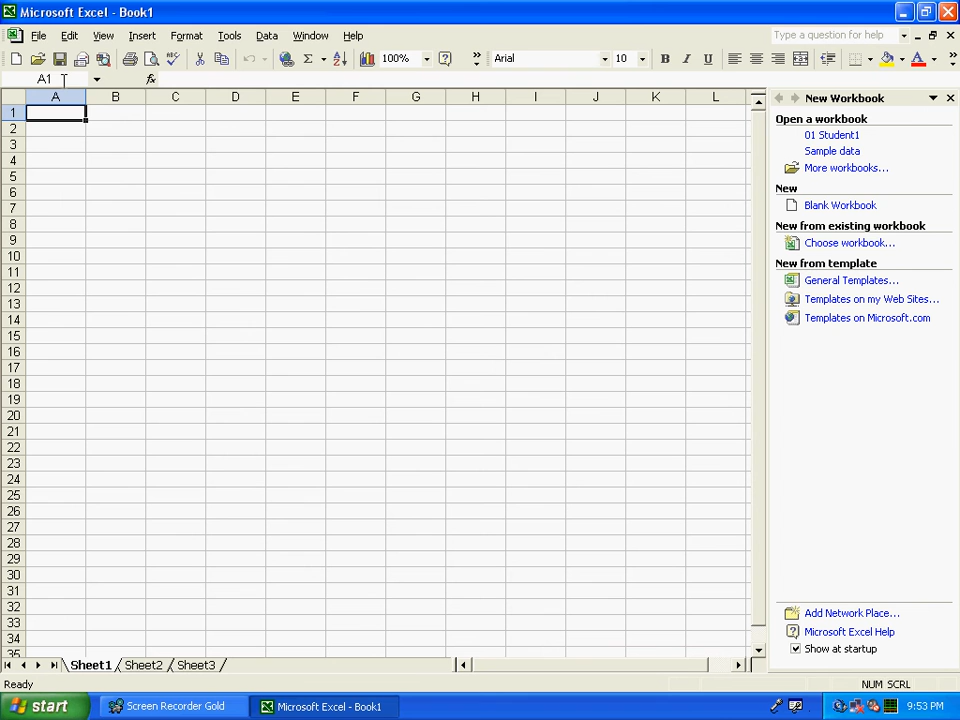 Microsoft Excel - Book1
File Edit View Insert Format Tools Data Window Help
Type a question for help
Σ 100% Arial 10 B I U A
A1 fx
A B C D E F G H I J K L
New Workbook
1
Open a workbook
2
01 Student1
3
Sample data
4
More workbooks...
5
New
6
Blank Workbook
7
New from existing workbook
8
Choose workbook...
9
New from template
10
General Templates...
11
Templates on my Web Sites...
12
Templates on Microsoft.com
13
14
15
16
17
18
19
20
21
22
23
24
25
26
27
28
29
30
31
32
Add Network Place...
33
Microsoft Excel Help
34
Show at startup
35
Sheet1 Sheet2 Sheet3
Ready NUM SCRL
start Screen Recorder Gold Microsoft Excel - Book1 9:53 PM